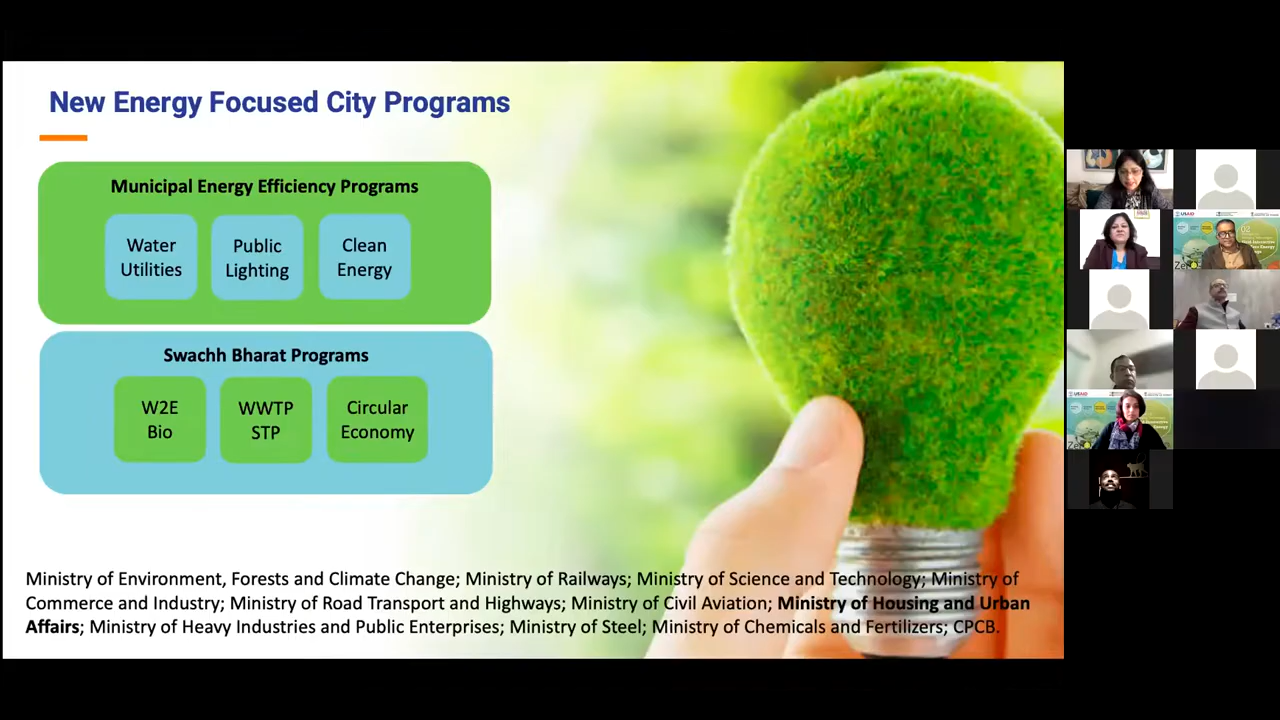 New Energy Focused City Programs
Municipal Energy Efficiency Programs
Water
Utilities
Public
Lighting
Clean
Energy
Swachh Bharat Programs
W2E
Bio
WWTP
STP
Circular
Economy
Ministry of Environment, Forests and Climate Change; Ministry of Railways; Ministry of Science and Technology; Ministry of
Commerce and Industry; Ministry of Road Transport and Highways; Ministry of Civil Aviation; Ministry of Housing and Urban
Affairs; Ministry of Heavy Industries and Public Enterprises; Ministry of Steel; Ministry of Chemicals and Fertilizers; CPCB.
USAID
02
USAID